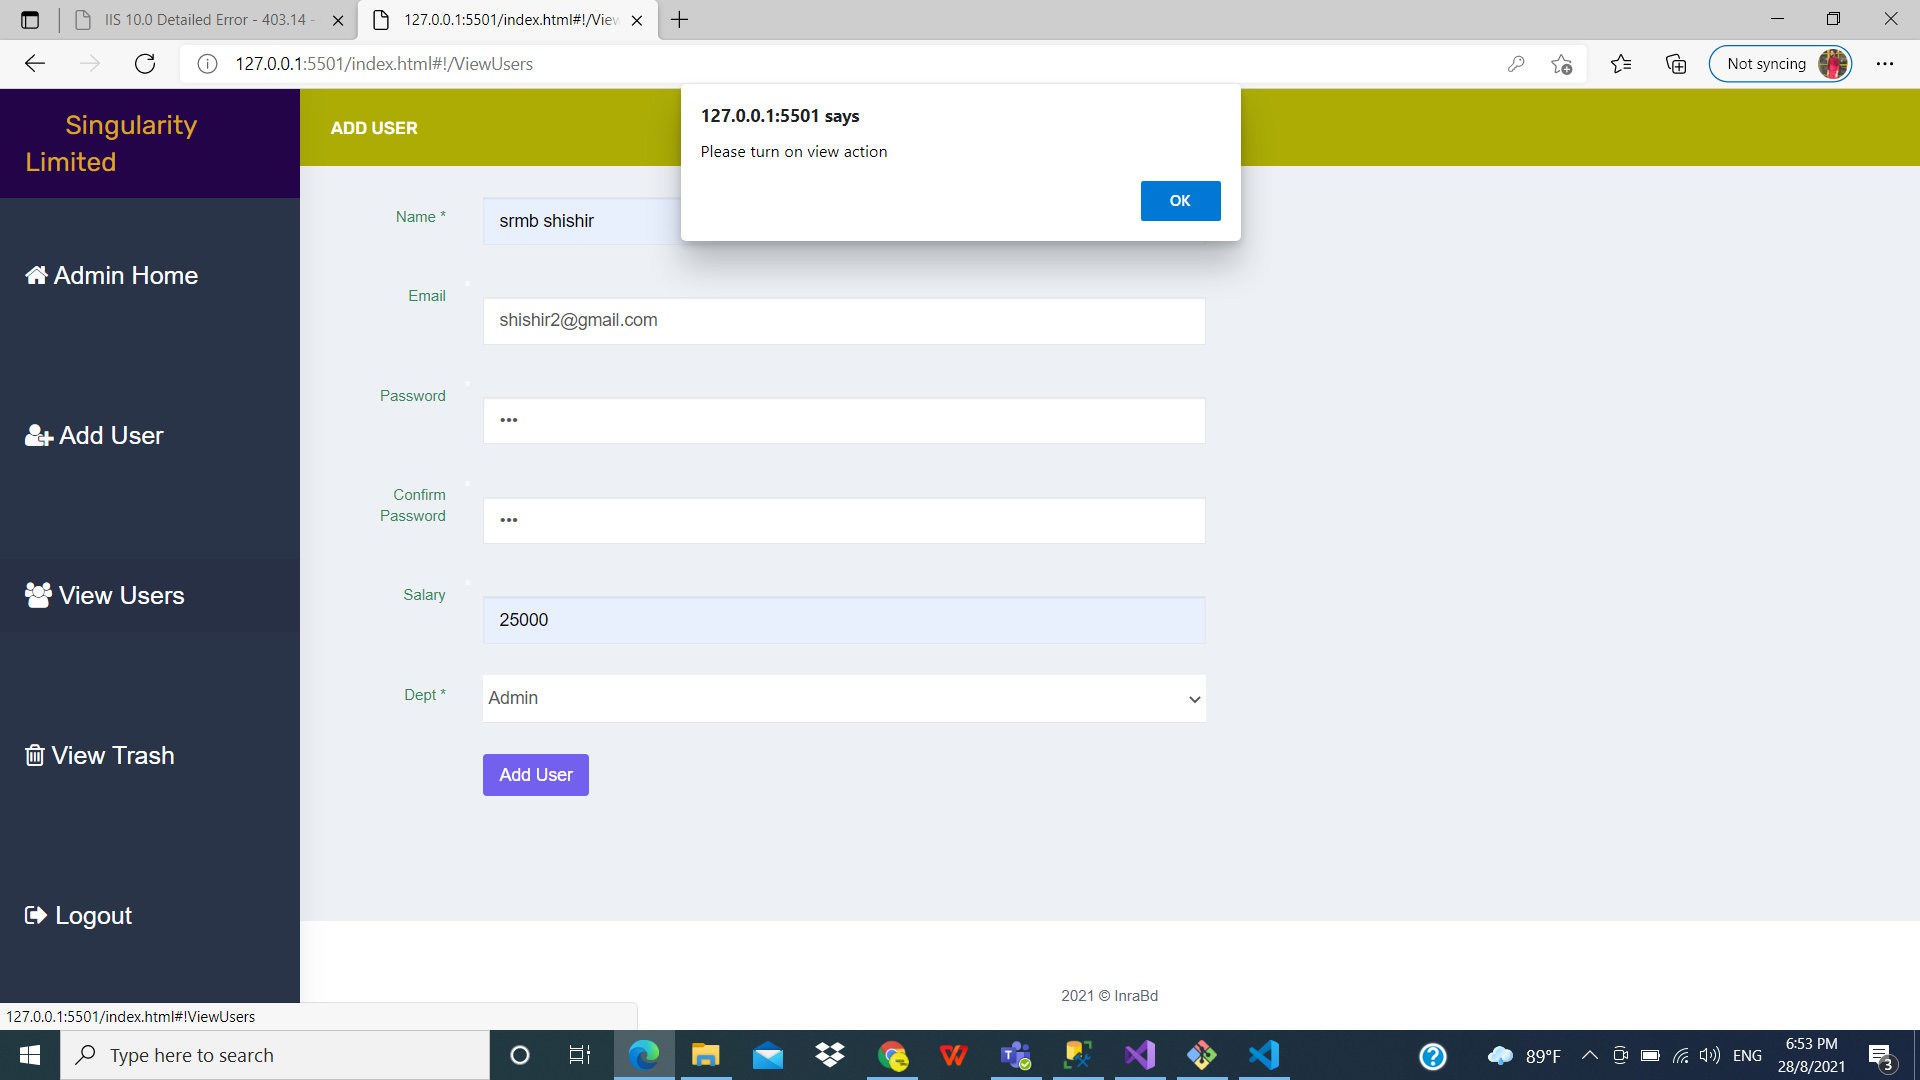 IIS 10.0 Detailed Error - 403.14 -
127.0.0.1:5501/index.html#!/View
127.0.0.1:5501/index.html#!/ViewUsers
Not syncing
Singularity
Limited
Admin Home
Add User
View Users
View Trash
Logout
ADD USER
127.0.0.1:5501 says
Please turn on view action
OK
Name *
srmb shishir
Email *
shishir2@gmail.com
Password *
•••
Confirm *
Password
•••
Salary *
25000
Dept *
Admin
Add User
2021 © InraBd
127.0.0.1:5501/index.html#!ViewUsers
Type here to search
89°F
ENG
6:53 PM
28/8/2021
3